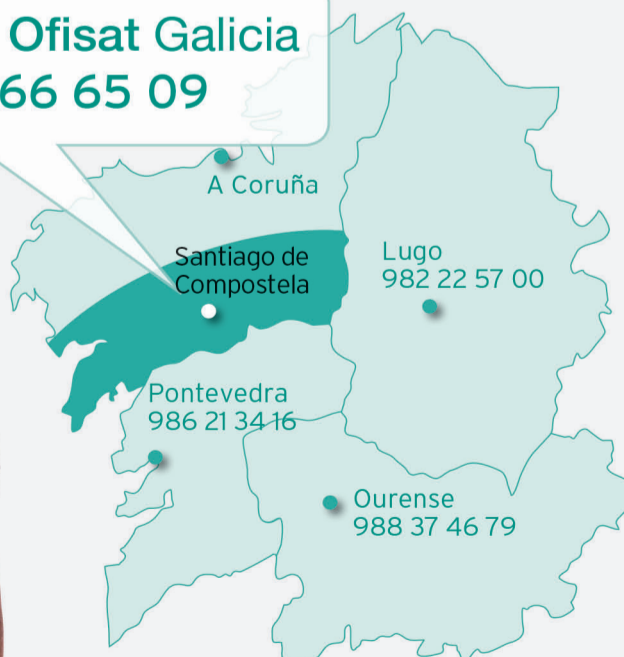 Ofisat Galicia
66 65 09
A Coruña
Santiago de
Compostela
Lugo
982 22 57 00
Pontevedra
986 21 34 16
Ourense
988 37 46 79